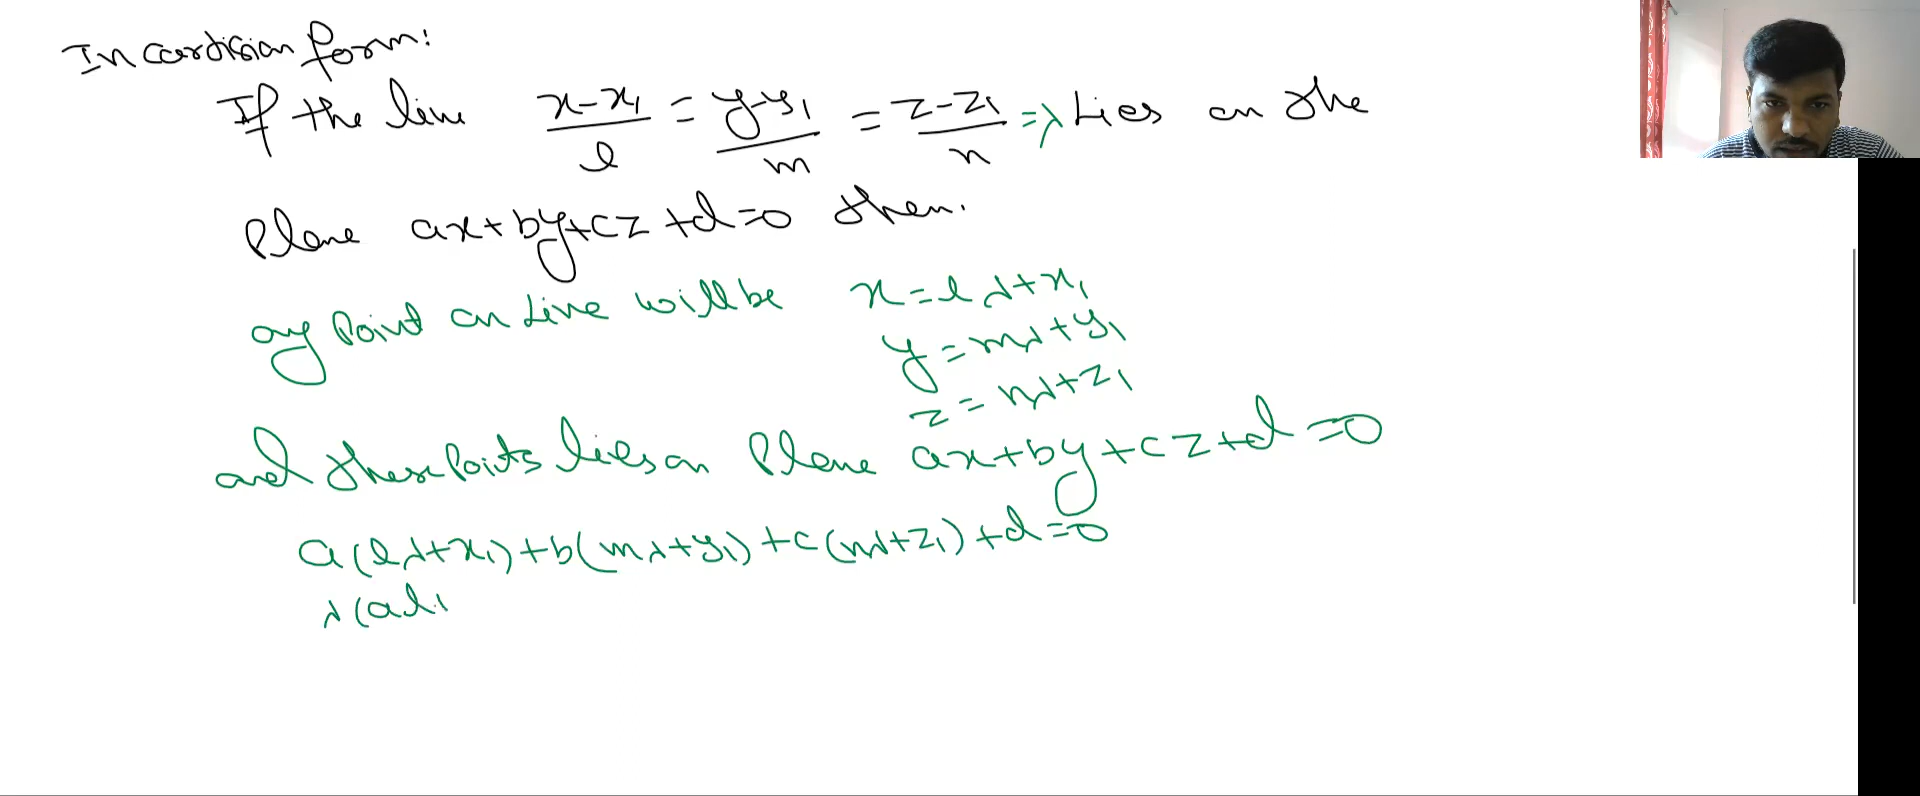 In cartisian form:
If the line x-x₁/l = y-y₁/m = z-z₁/n = λ Lies on the
Plane ax+by+cz+d=0 then.
any Point on Line will be x=lλ+x₁
y=mλ+y₁
z=nλ+z₁
and these Points lies on Plane ax+by+cz+d=0
a(lλ+x₁)+b(mλ+y₁)+c(nλ+z₁)+d=0
λ(al